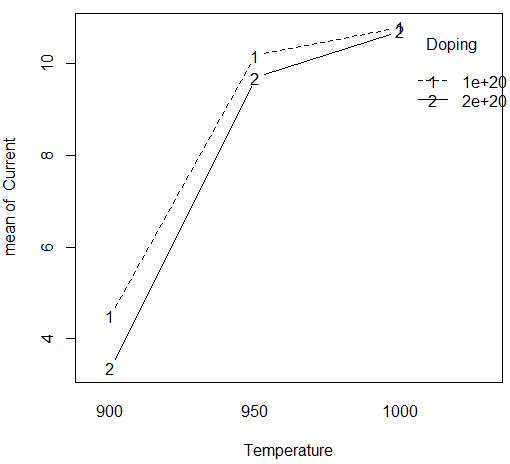 Doping
1 1e+20
2 2e+20
10
8
6
4
mean of Current
1 1 1
2 2 2
900 950 1000
Temperature